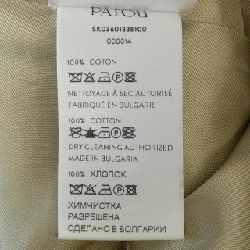 PATOU
000014
100% COTON
NETTOYAGE À SEC AUTORISÉ
FABRIQUÉ EN BULGARIE
100% COTTON
DRY CLEANING AUTHORIZED
MADE IN BULGARIA
100% ХЛОПОК
ХИМЧИСТКА
РАЗРЕШЕНА
СДЕЛАНО В БОЛГАРИИ